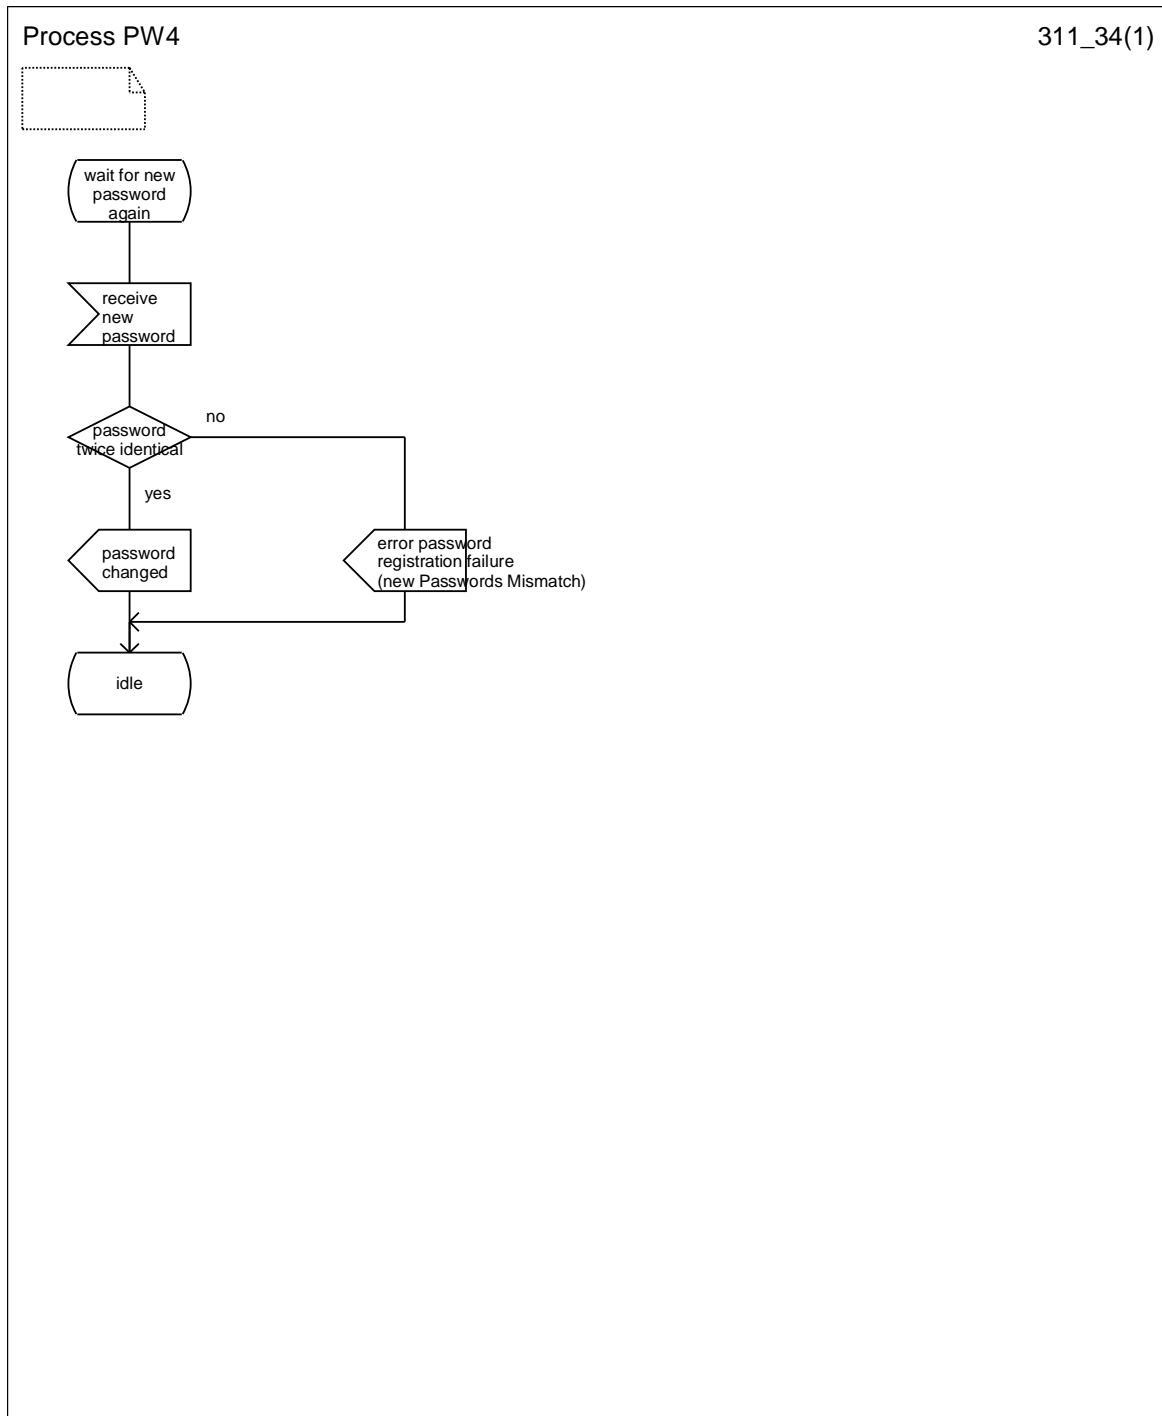 Process PW4
311_34(1)
wait for new
password
again
receive
new
password
password
twice identical
no
yes
password
changed
error password
registration failure
(new Passwords Mismatch)
idle